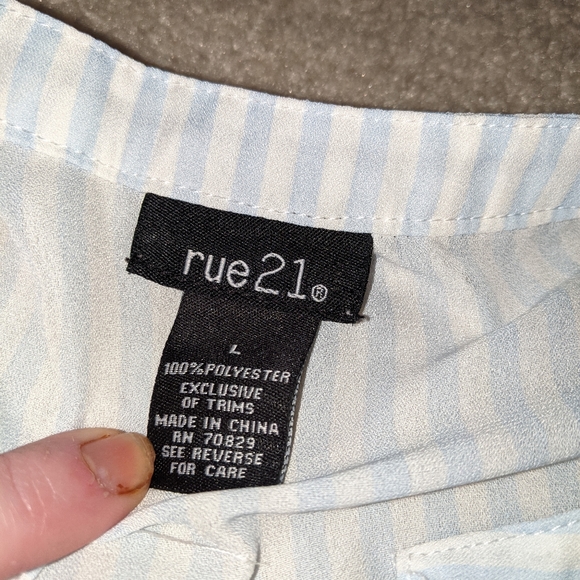 rue21®
L
100%POLYESTER
EXCLUSIVE
OF TRIMS
MADE IN CHINA
RN 70829
SEE REVERSE
FOR CARE